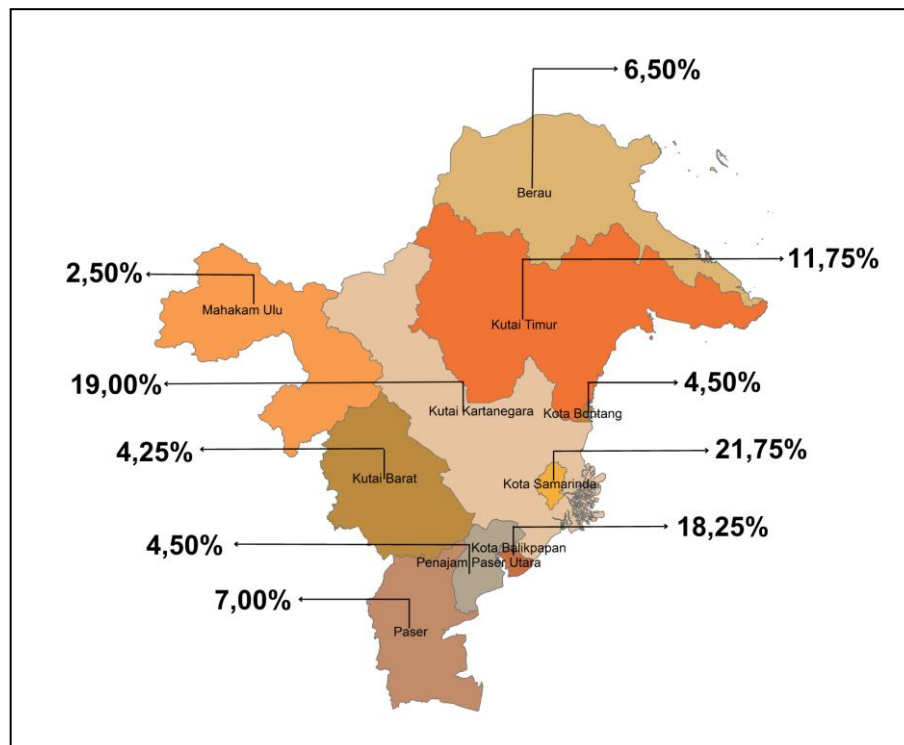 6,50%
Berau
2,50%
11,75%
Mahakam Ulu
Kutai Timur
19,00%
4,50%
Kutai Kartanegara
Kota Bontang
4,25%
21,75%
Kutai Barat
Kota Samarinda
18,25%
4,50%
Kota Balikpapan
Penajam Paser Utara
7,00%
Paser